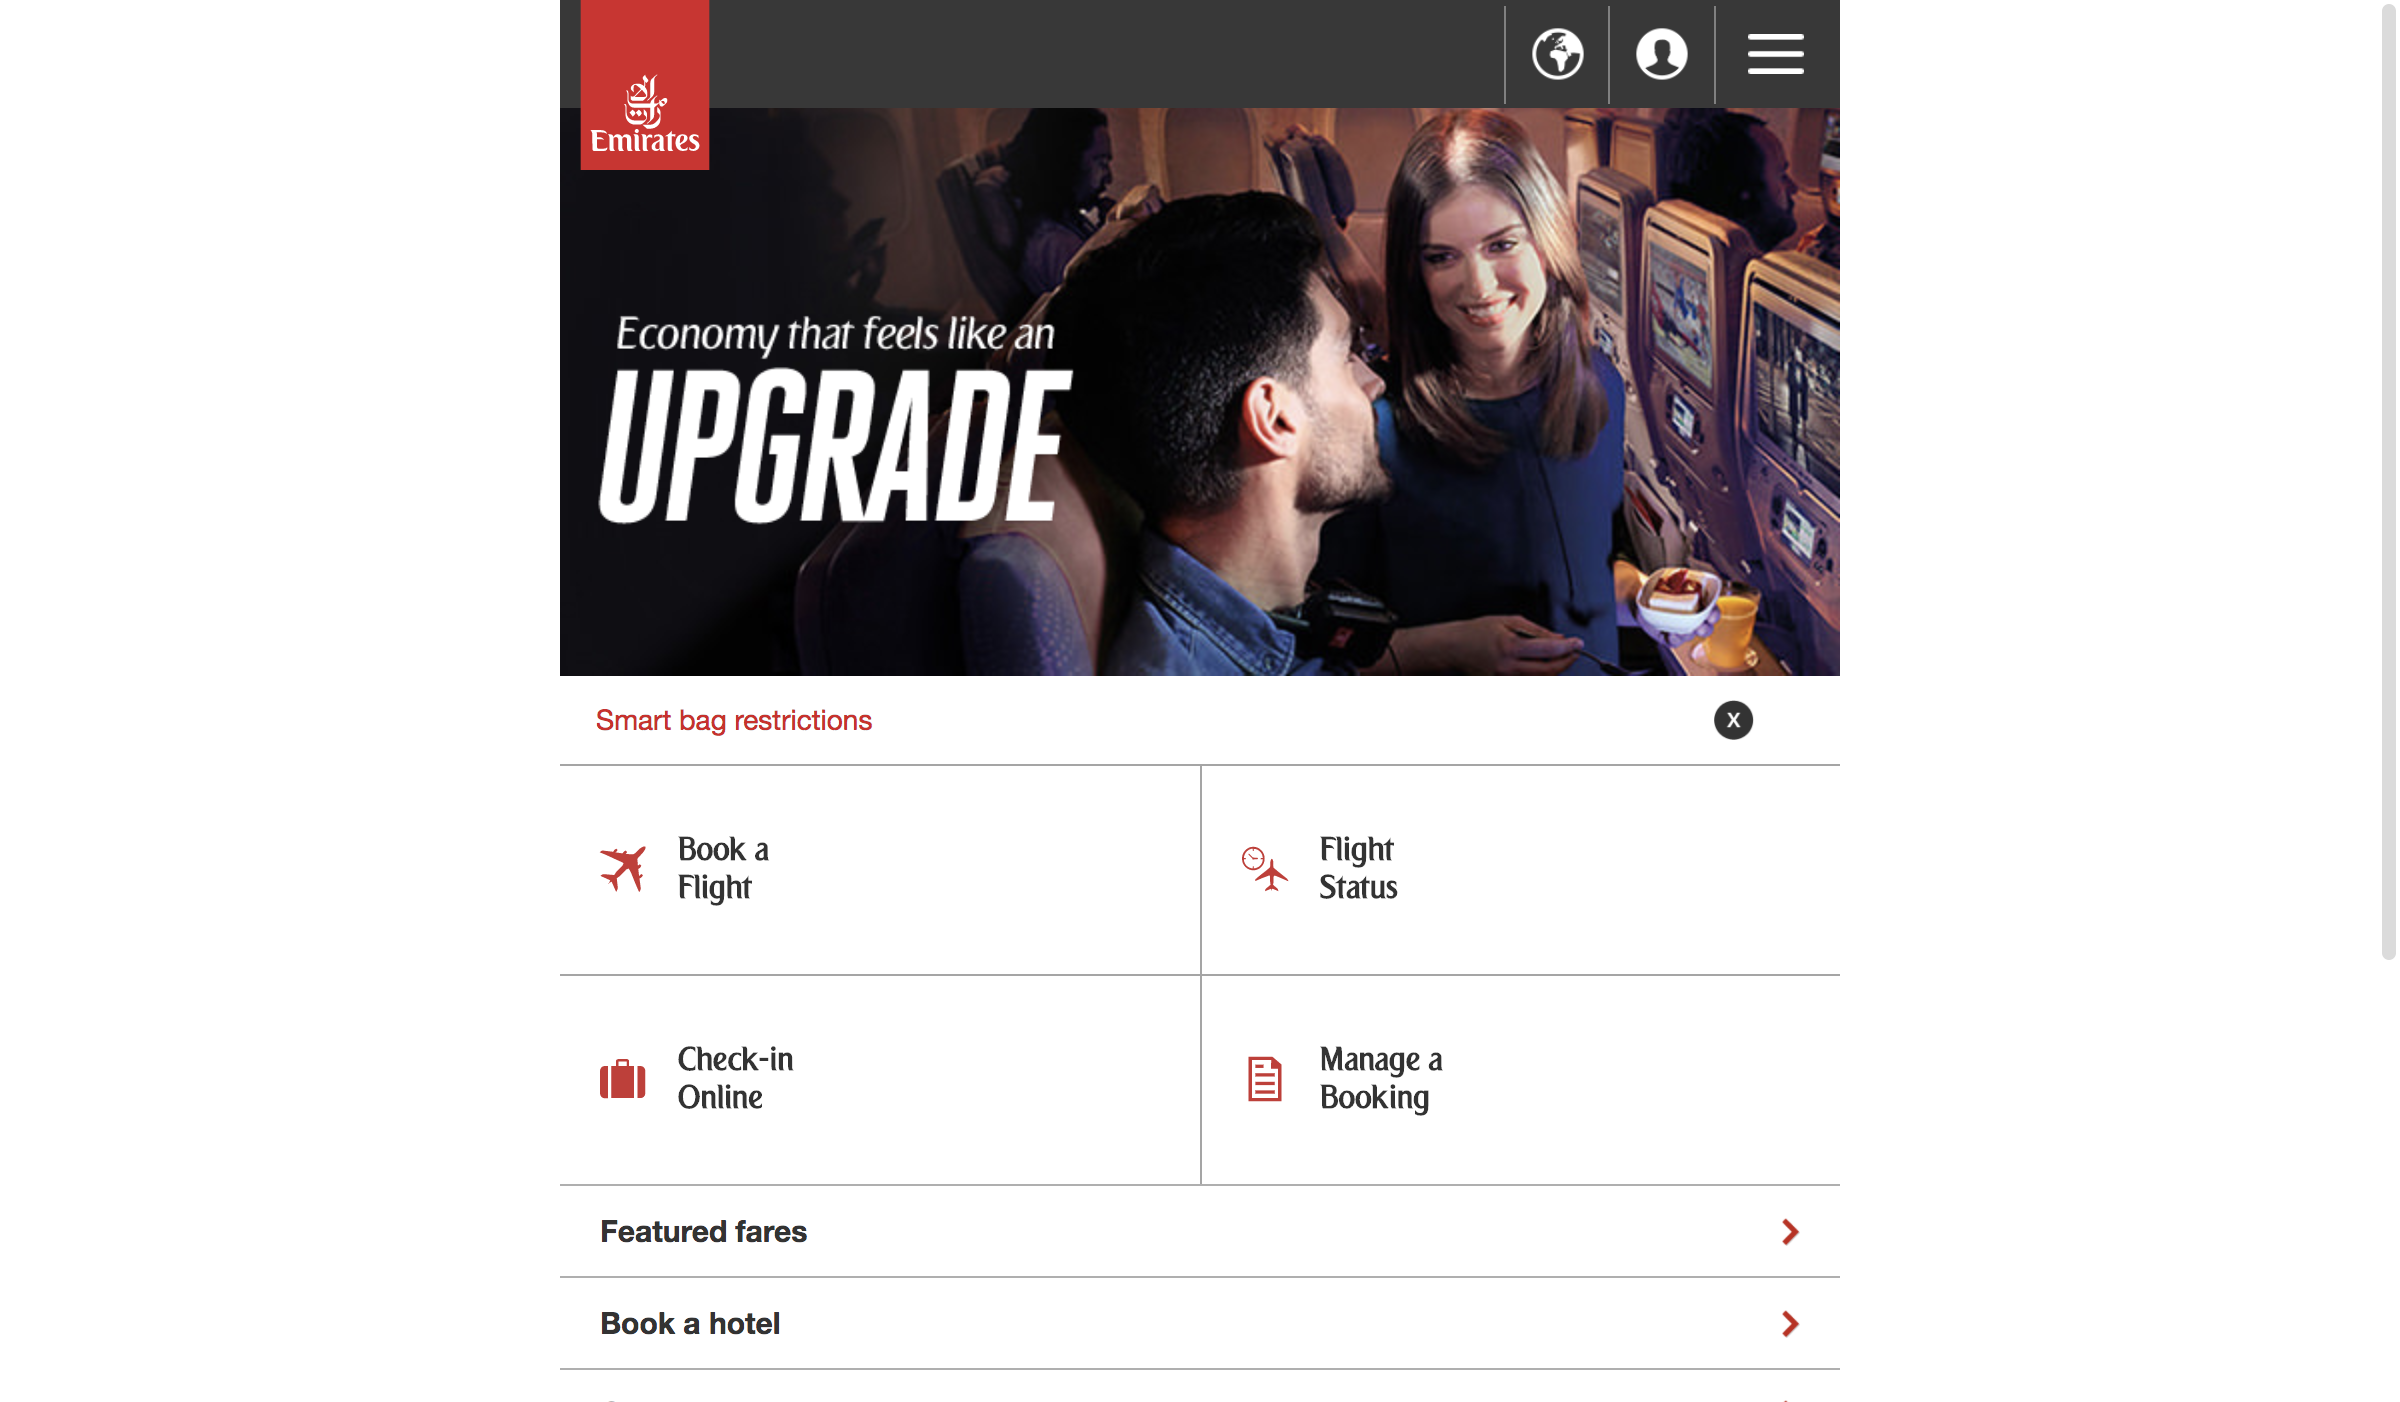 Emirates
Economy that feels like an
UPGRADE
Smart bag restrictions
X
Book a
Flight
Flight
Status
Check-in
Online
Manage a
Booking
Featured fares
Book a hotel